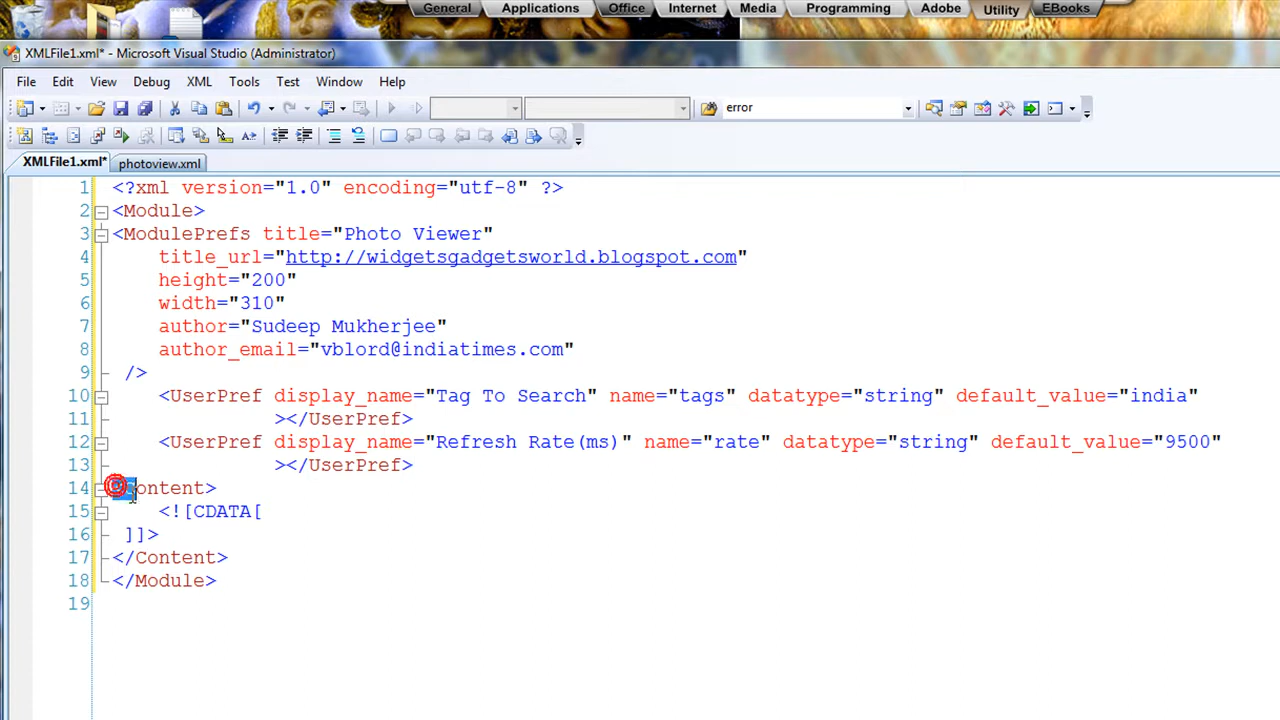 General Applications Office Internet Media Programming Adobe Utility EBooks
XMLFile1.xml* - Microsoft Visual Studio (Administrator)
File Edit View Debug XML Tools Test Window Help
error
XMLFile1.xml* photoview.xml
1 <?xml version="1.0" encoding="utf-8" ?>
2 <Module>
3 <ModulePrefs title="Photo Viewer"
4 title_url="http://widgetsgadgetsworld.blogspot.com"
5 height="200"
6 width="310"
7 author="Sudeep Mukherjee"
8 author_email="vblord@indiatimes.com"
9 />
10 <UserPref display_name="Tag To Search" name="tags" datatype="string" default_value="india"
11 ></UserPref>
12 <UserPref display_name="Refresh Rate(ms)" name="rate" datatype="string" default_value="9500"
13 ></UserPref>
14 <Content>
15 <![CDATA[
16 ]]>
17 </Content>
18 </Module>
19